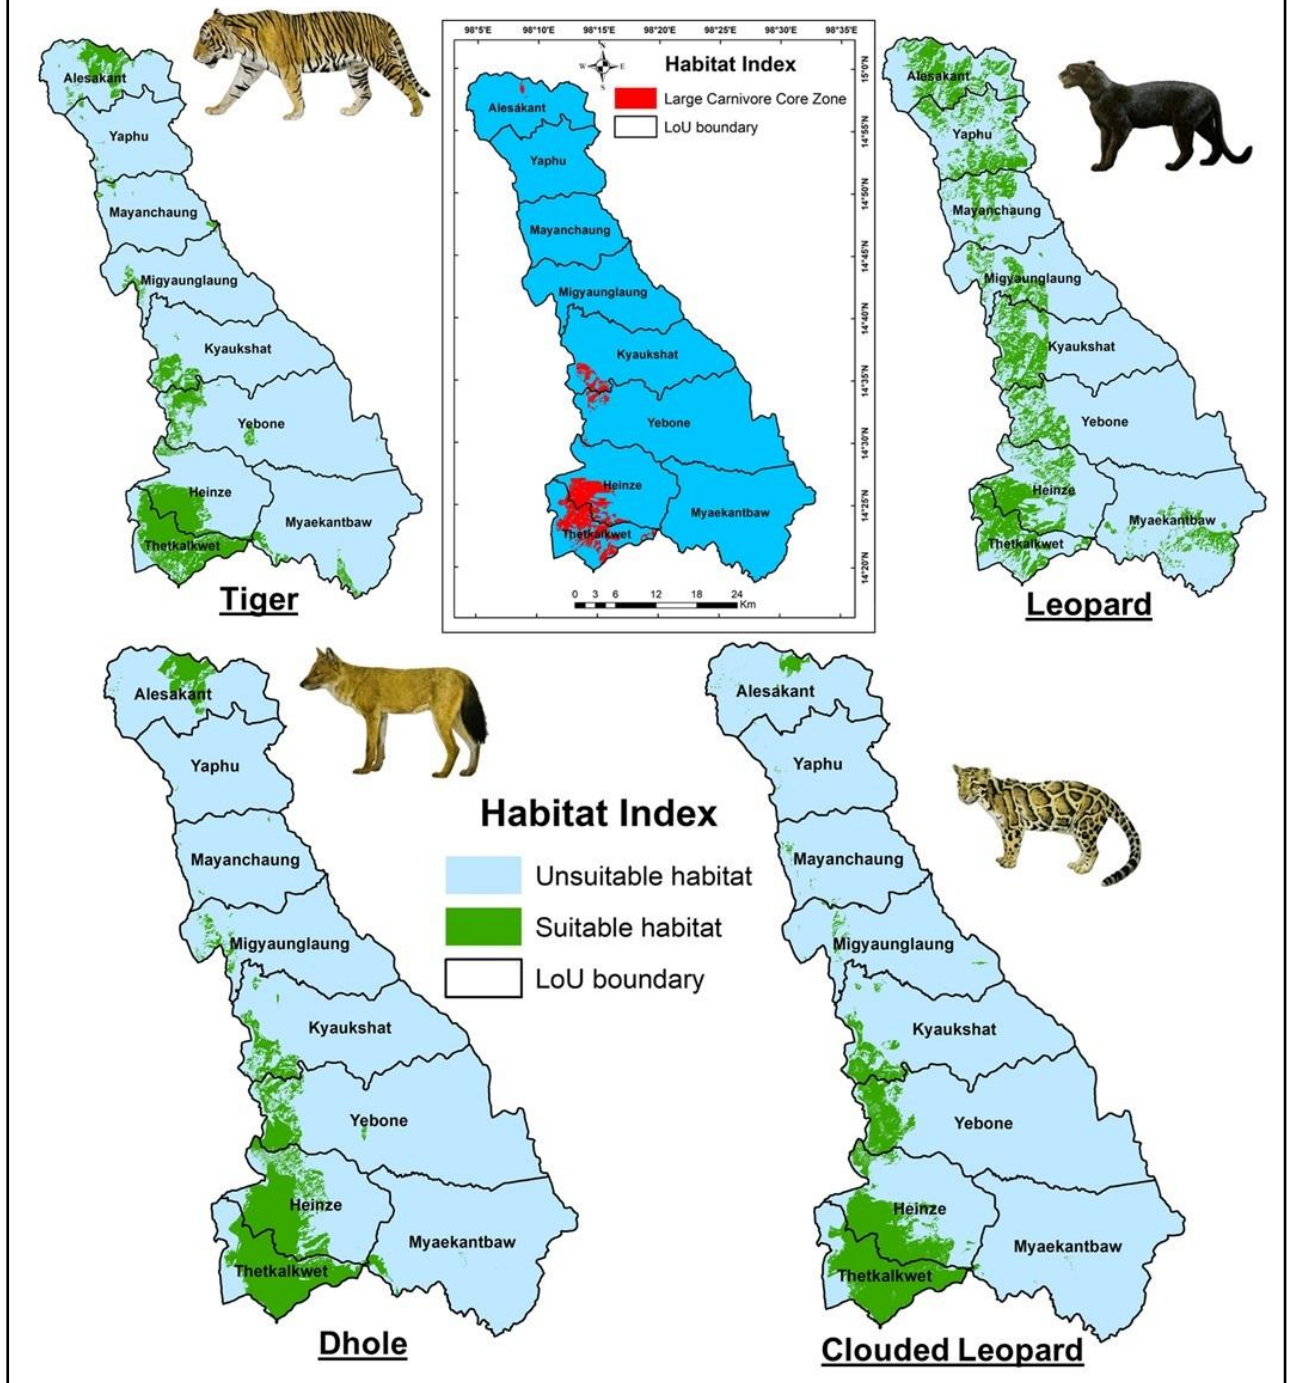 Alesakant
Yaphu
Mayanchaung
Migyaunglaung
Kyaukshat
Yebone
Heinze
Myaekantbaw
Thetkalkwet
Tiger
98°5'E 98°10'E 98°15'E 98°20'E 98°25'E 98°30'E 98°35'E
N
W E
S
Habitat Index
Large Carnivore Core Zone
LoU boundary
15°0'N
14°55'N
14°50'N
14°45'N
14°40'N
14°35'N
14°30'N
14°25'N
14°20'N
Alesakant
Yaphu
Mayanchaung
Migyaunglaung
Kyaukshat
Yebone
Heinze
Myaekantbaw
Thetkalkwet
0 3 6 12 18 24
Km
Alesakant
Yaphu
Mayanchaung
Migyaunglaung
Kyaukshat
Yebone
Heinze
Myaekantbaw
Thetkalkwet
Leopard
Alesakant
Yaphu
Mayanchaung
Migyaunglaung
Kyaukshat
Yebone
Heinze
Myaekantbaw
Thetkalkwet
Dhole
Habitat Index
Unsuitable habitat
Suitable habitat
LoU boundary
Alesakant
Yaphu
Mayanchaung
Migyaunglaung
Kyaukshat
Yebone
Heinze
Myaekantbaw
Thetkalkwet
Clouded Leopard